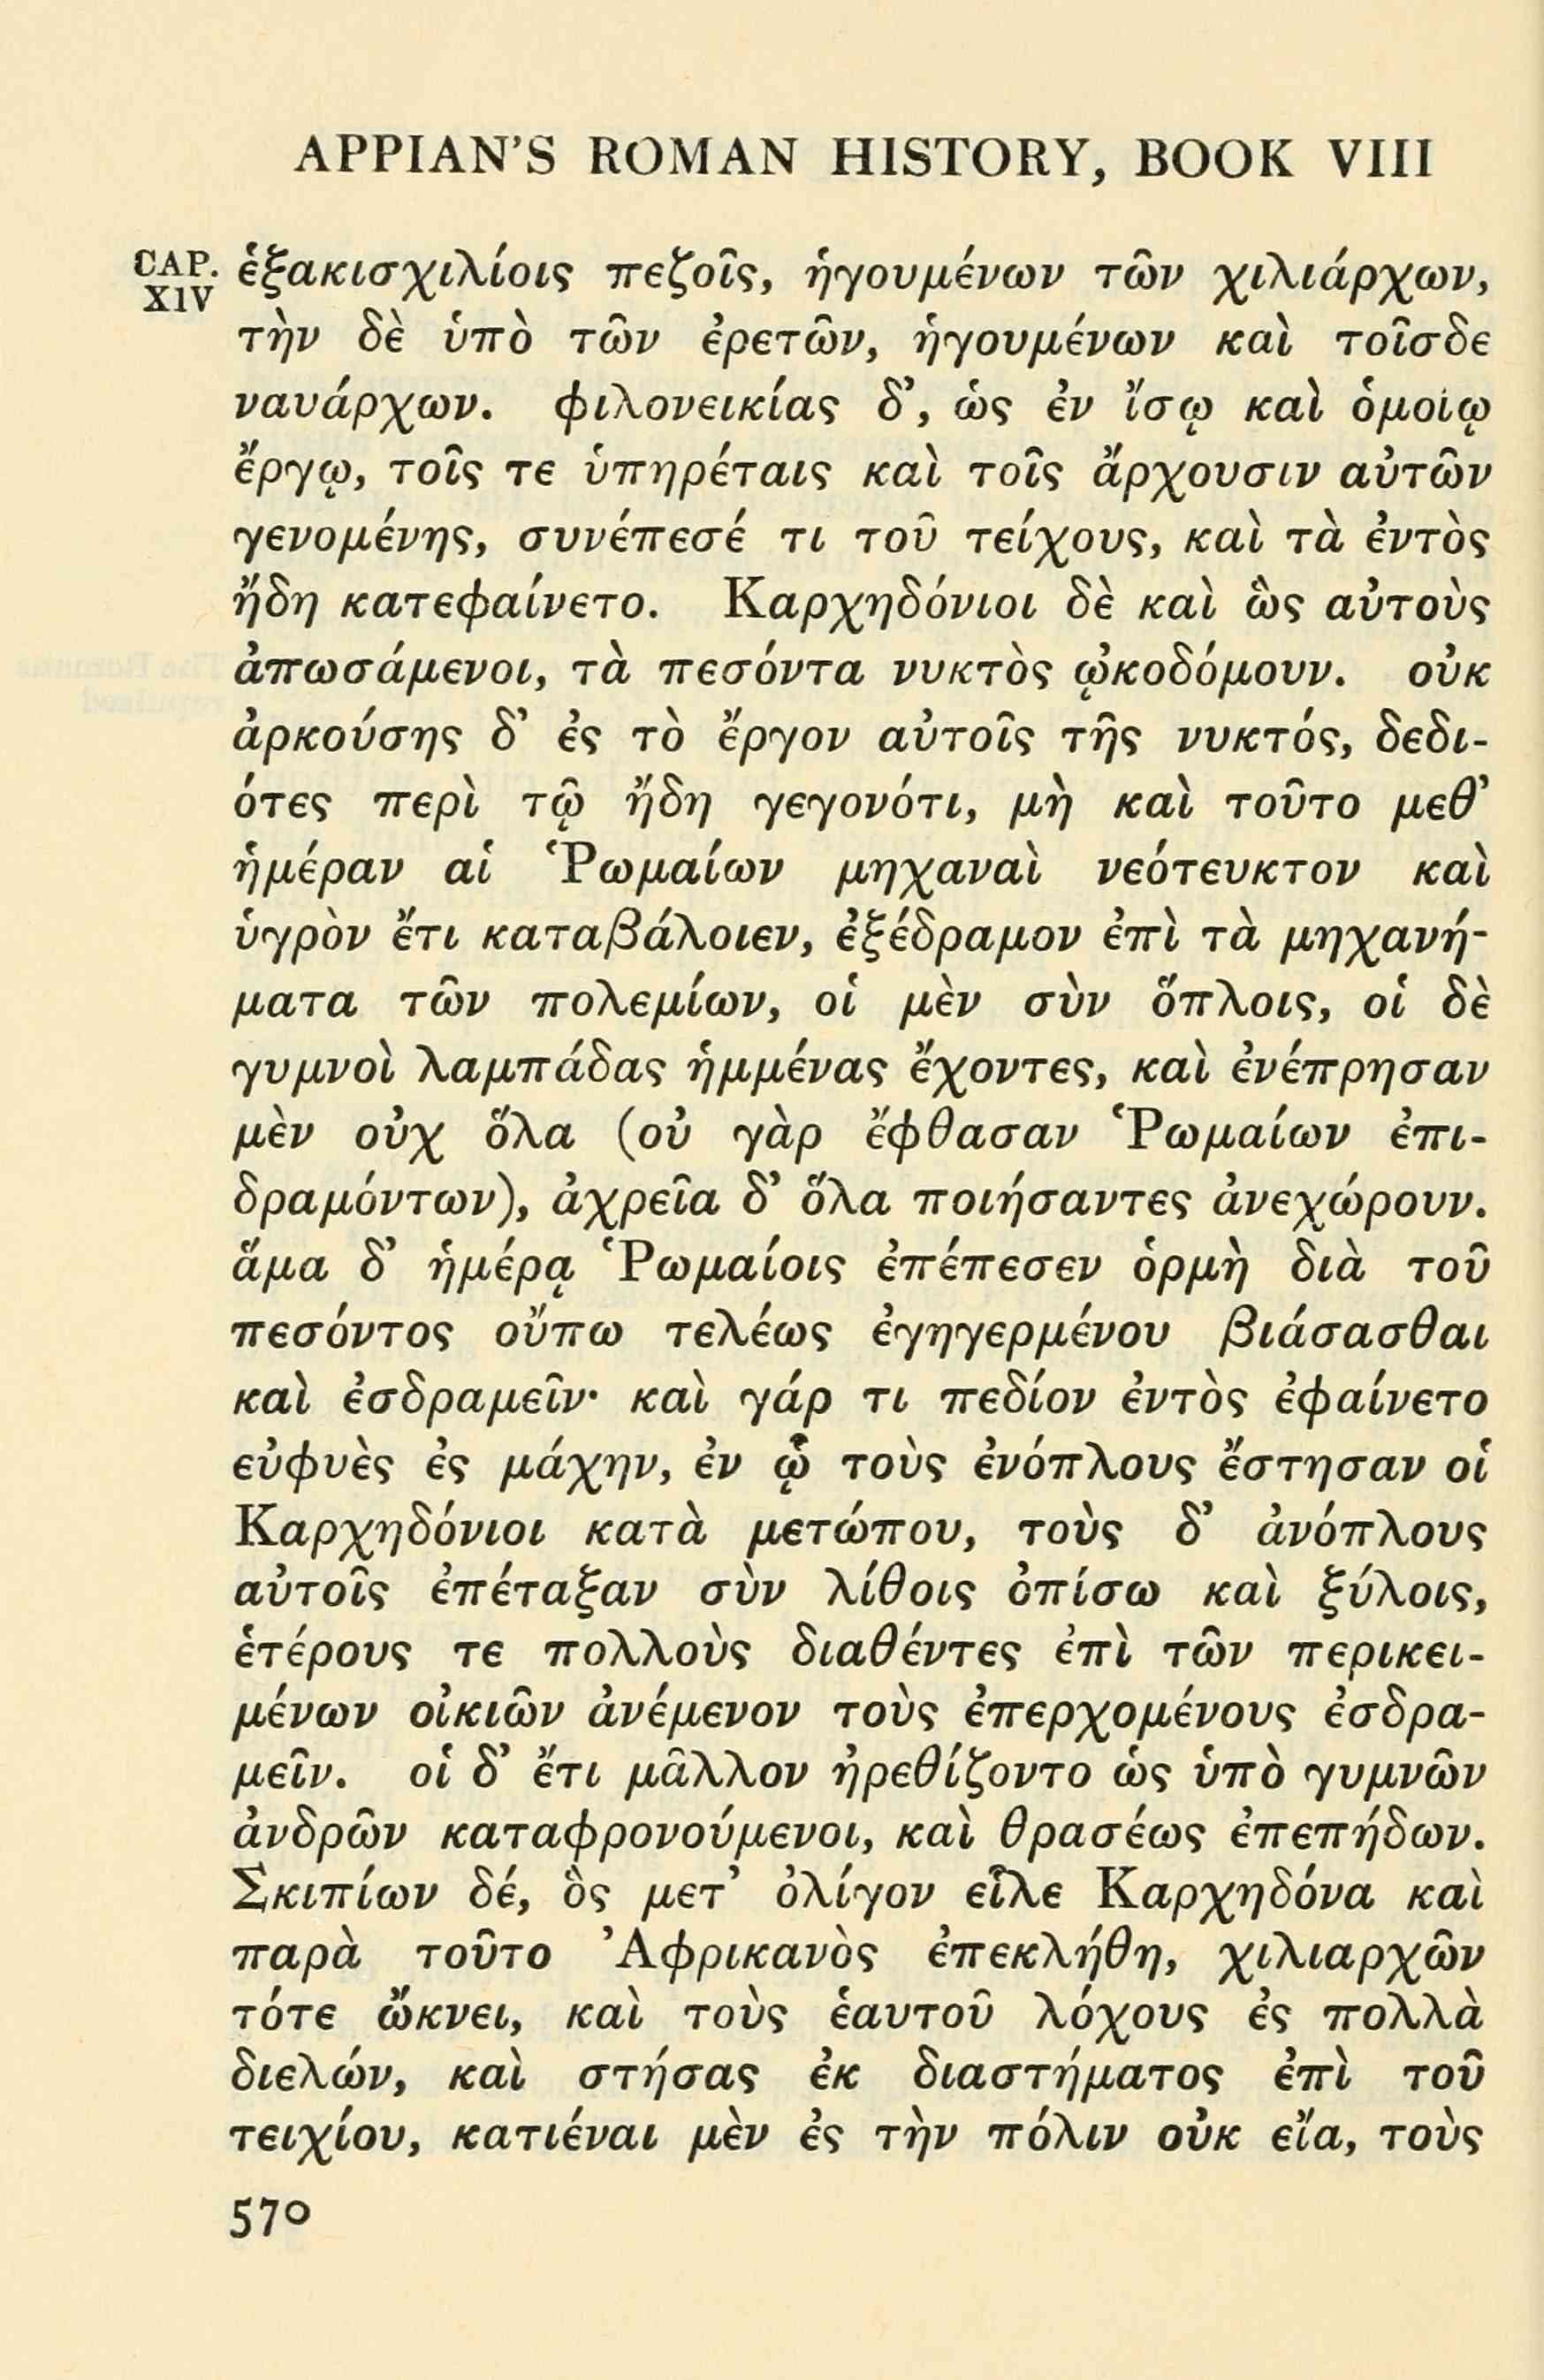 APPIAN'S ROMAN HISTORY, BOOK VIII
CAP. XIV
ἑξακισχιλίοις πεζοῖς, ἡγουμένων τῶν χιλιάρχων,
τὴν δὲ ὑπὸ τῶν ἐρετῶν, ἡγουμένων καὶ τοῖσδε
ναυάρχων. φιλονεικίας δ’, ὡς ἐν ἴσῳ καὶ ὁμοίῳ
ἔργῳ, τοῖς τε ὑπηρέταις καὶ τοῖς ἄρχουσιν αὐτῶν
γενομένης, συνέπεσέ τι τοῦ τείχους, καὶ τὰ ἐντὸς
ἤδη κατεφαίνετο. Καρχηδόνιοι δὲ καὶ ὣς αὐτοὺς
ἀπωσάμενοι, τὰ πεσόντα νυκτὸς ᾠκοδόμουν. οὐκ
ἀρκούσης δ’ ἐς τὸ ἔργον αὐτοῖς τῆς νυκτός, δεδι-
ότες περὶ τῷ ἤδη γεγονότι, μὴ καὶ τοῦτο μεθ’
ἡμέραν αἱ Ῥωμαίων μηχαναὶ νεότευκτον καὶ
ὑγρὸν ἔτι καταβάλοιεν, ἐξέδραμον ἐπὶ τὰ μηχανή-
ματα τῶν πολεμίων, οἱ μὲν σὺν ὅπλοις, οἱ δὲ
γυμνοὶ λαμπάδας ἡμμένας ἔχοντες, καὶ ἐνέπρησαν
μὲν οὐχ ὅλα (οὐ γὰρ ἔφθασαν Ῥωμαίων ἐπι-
δραμόντων), ἀχρεῖα δ’ ὅλα ποιήσαντες ἀνεχώρουν.
ἅμα δ’ ἡμέρᾳ Ῥωμαίοις ἐπέπεσεν ὁρμὴ διὰ τοῦ
πεσόντος οὔπω τελέως ἐγηγερμένου βιάσασθαι
καὶ ἐσδραμεῖν· καὶ γάρ τι πεδίον ἐντὸς ἐφαίνετο
εὐφυὲς ἐς μάχην, ἐν ᾧ τοὺς ἐνόπλους ἔστησαν οἱ
Καρχηδόνιοι κατὰ μετώπου, τοὺς δ’ ἀνόπλους
αὐτοῖς ἐπέταξαν σὺν λίθοις ὀπίσω καὶ ξύλοις,
ἑτέρους τε πολλοὺς διαθέντες ἐπὶ τῶν περικει-
μένων οἰκιῶν ἀνέμενον τοὺς ἐπερχομένους ἐσδρα-
μεῖν. οἱ δ’ ἔτι μᾶλλον ἠρεθίζοντο ὡς ὑπὸ γυμνῶν
ἀνδρῶν καταφρονούμενοι, καὶ θρασέως ἐπεπήδων.
Σκιπίων δέ, ὃς μετ’ ὀλίγον εἷλε Καρχηδόνα καὶ
παρὰ τοῦτο Ἀφρικανὸς ἐπεκλήθη, χιλιαρχῶν
τότε ὤκνει, καὶ τοὺς ἑαυτοῦ λόχους ἐς πολλὰ
διελών, καὶ στήσας ἐκ διαστήματος ἐπὶ τοῦ
τειχίου, κατιέναι μὲν ἐς τὴν πόλιν οὐκ εἴα, τοὺς
570